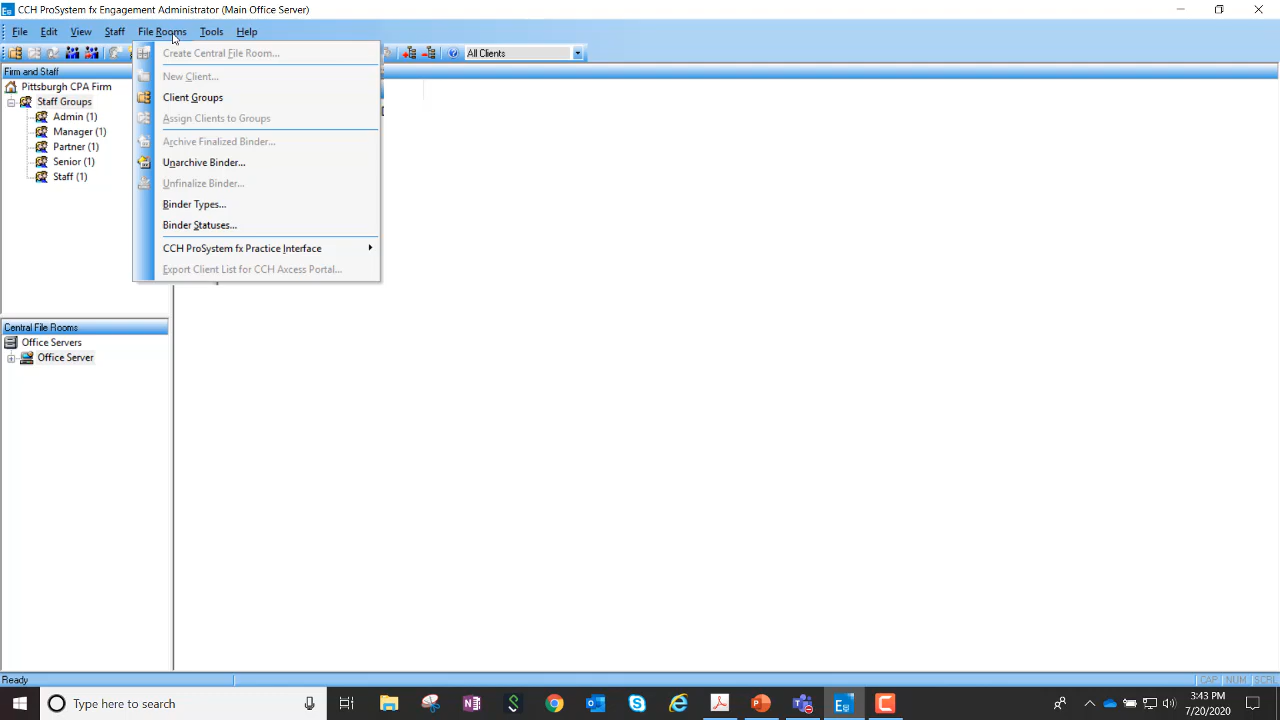 CCH ProSystem fx Engagement Administrator (Main Office Server)
File Edit View Staff File Rooms Tools Help
Create Central File Room...
All Clients
Firm and Staff
New Client...
Pittsburgh CPA Firm
Client Groups
Staff Groups
Assign Clients to Groups
Admin (1)
Manager (1)
Archive Finalized Binder...
Partner (1)
Unarchive Binder...
Senior (1)
Staff (1)
Unfinalize Binder...
Binder Types...
Binder Statuses...
CCH ProSystem fx Practice Interface
Export Client List for CCH Axcess Portal...
Central File Rooms
Office Servers
Office Server
Ready
CAP NUM SCRL
Type here to search
3:43 PM
7/20/2020